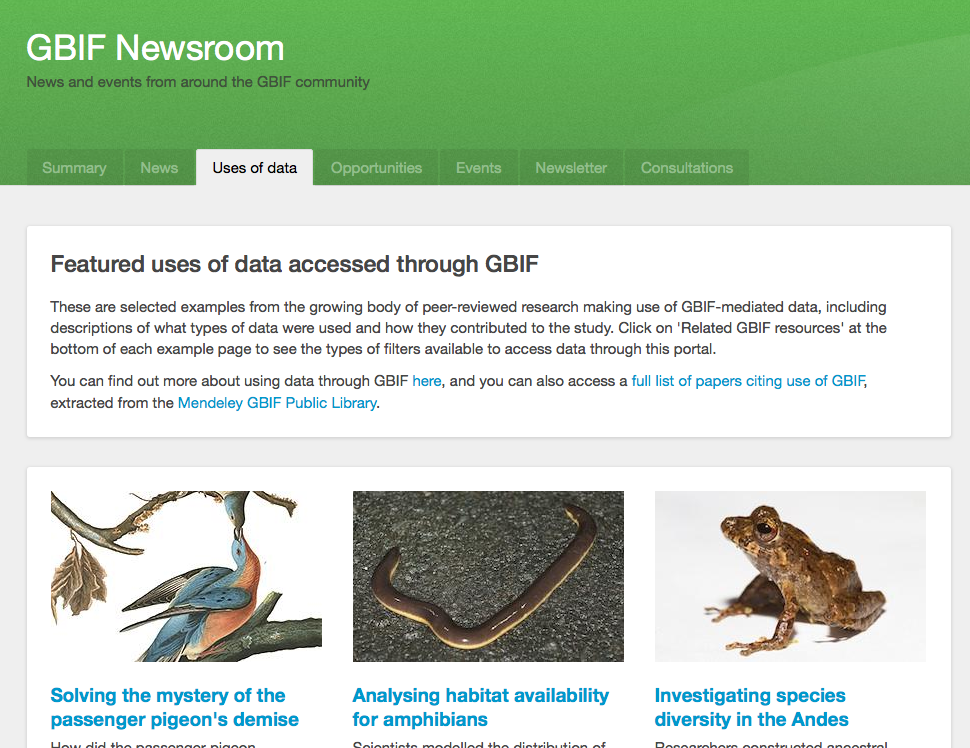 GBIF Newsroom
News and events from around the GBIF community
Summary News Uses of data Opportunities Events Newsletter Consultations
Featured uses of data accessed through GBIF
These are selected examples from the growing body of peer-reviewed research making use of GBIF-mediated data, including
descriptions of what types of data were used and how they contributed to the study. Click on 'Related GBIF resources' at the
bottom of each example page to see the types of filters available to access data through this portal.
You can find out more about using data through GBIF here, and you can also access a full list of papers citing use of GBIF,
extracted from the Mendeley GBIF Public Library.
Solving the mystery of the
passenger pigeon's demise
How did the passenger pigeon
Analysing habitat availability
for amphibians
Scientists modelled the distribution of
Investigating species
diversity in the Andes
Researchers constructed ancestral